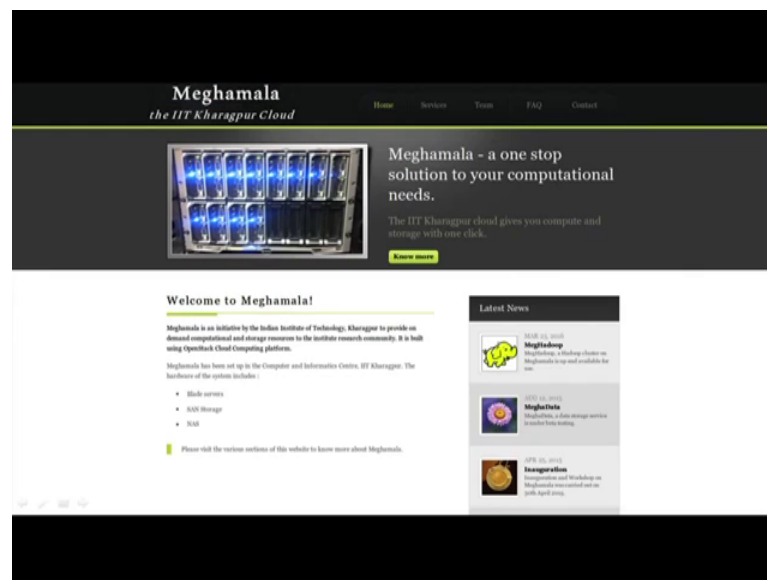 Meghamala
the IIT Kharagpur Cloud
Home Services Team FAQ Contact
Meghamala - a one stop
solution to your computational
needs.
The IIT Kharagpur cloud gives you compute and
storage with one click.
Know more
Welcome to Meghamala!
Meghamala is an initiative by the Indian Institute of Technology, Kharagpur to provide on
demand computational and storage resources to the institute research community. It is built
using OpenStack Cloud Computing platform.
Meghamala has been set up in the Computer and Informatics Centre, IIT Kharagpur. The
hardware of the system includes :
Blade servers
SAN Storage
NAS
Please visit the various sections of this website to know more about Meghamala.
Latest News
MegHadoop
MegHadoop, a Hadoop cluster on
Meghamala is up and available for
use.
MeghaData
MeghaData, a data storage service
is under beta testing.
Inauguration
Inauguration and Workshop on
Meghamala was carried out on
30th April 2015.